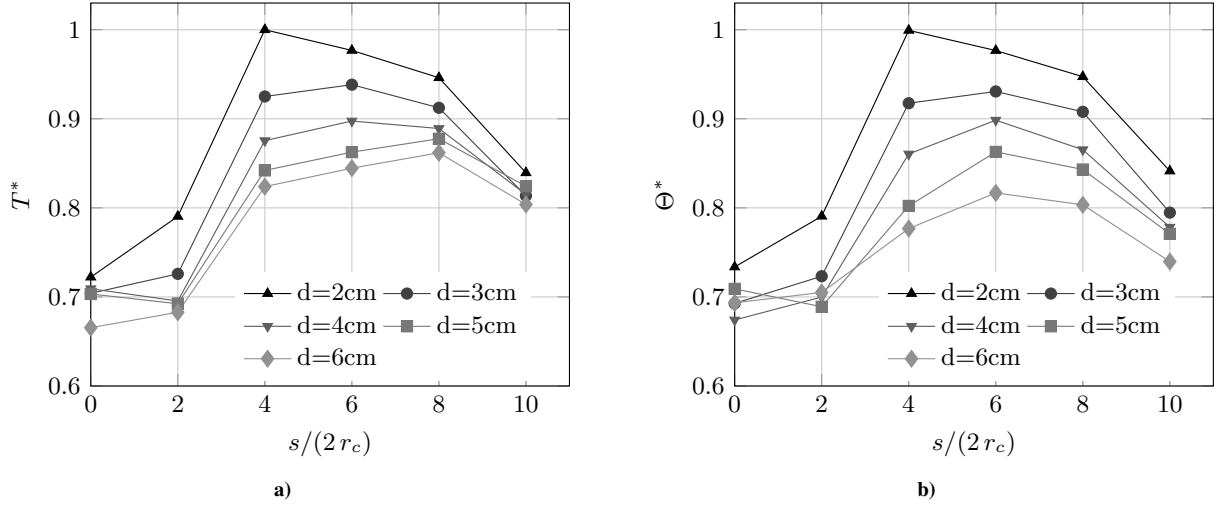 1
0.9
0.8
0.7
0.6
T*
d=2cm d=3cm
d=4cm d=5cm
d=6cm
0 2 4 6 8 10
s/(2 r_c)
a)
1
0.9
0.8
0.7
0.6
Θ*
d=2cm d=3cm
d=4cm d=5cm
d=6cm
0 2 4 6 8 10
s/(2 r_c)
b)